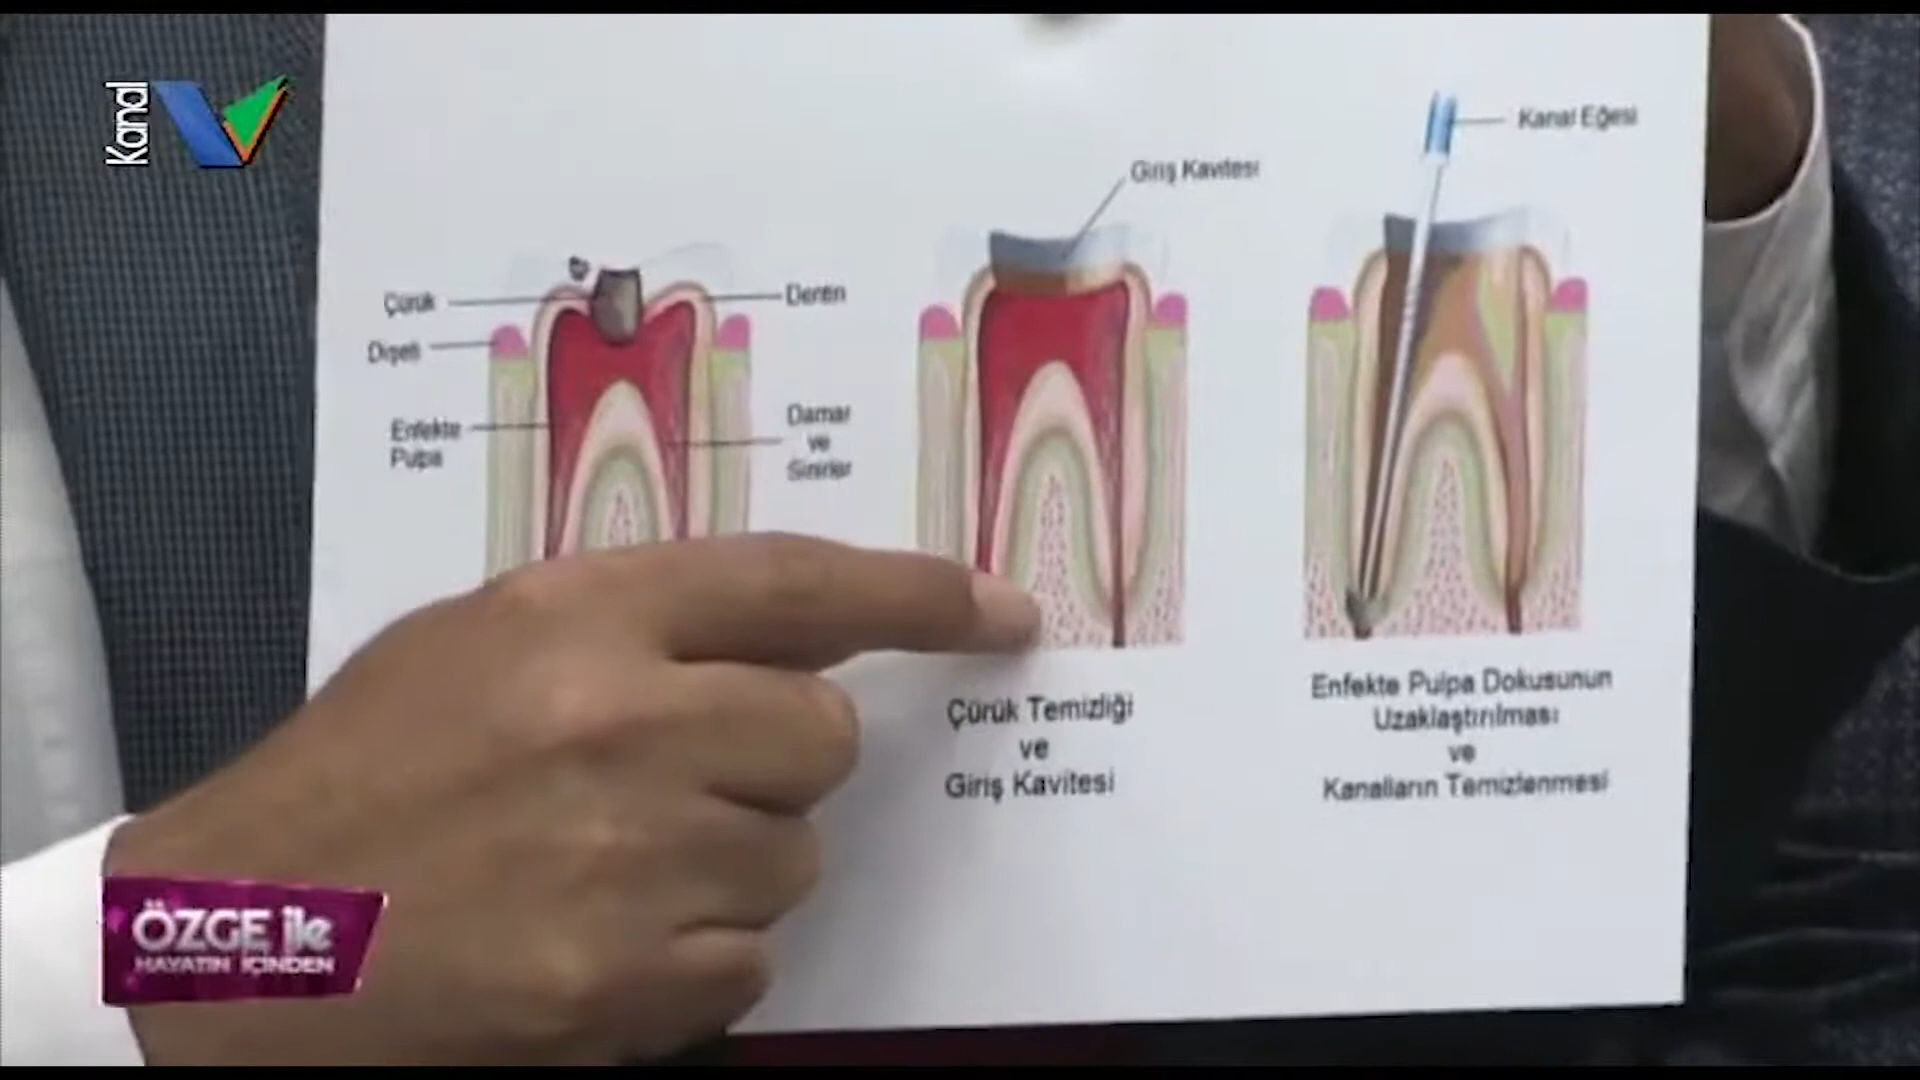 Kanal
Kanal Eğesi
Giriş Kavitesi
Çürük
Deren
Dişeti
Enfekte
Pulpa
Damar
ve
Sinirler
Çürük Temizliği
ve
Giriş Kavitesi
Enfekte Pulpa Dokusunun
Uzaklaştırılması
ve
Kanalların Temizlenmesi
ÖZGE ile
HAYATIN İÇİNDEN